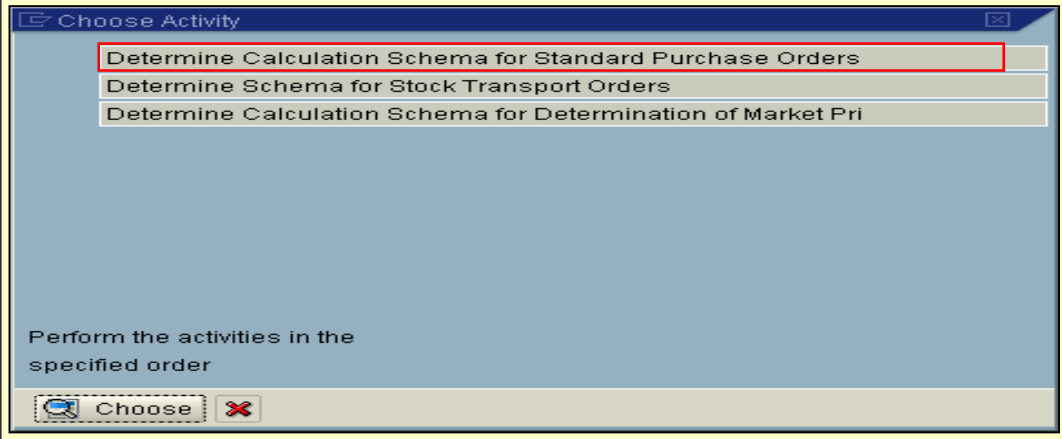 Choose Activity
Determine Calculation Schema for Standard Purchase Orders
Determine Schema for Stock Transport Orders
Determine Calculation Schema for Determination of Market Pri
Perform the activities in the
specified order
Choose